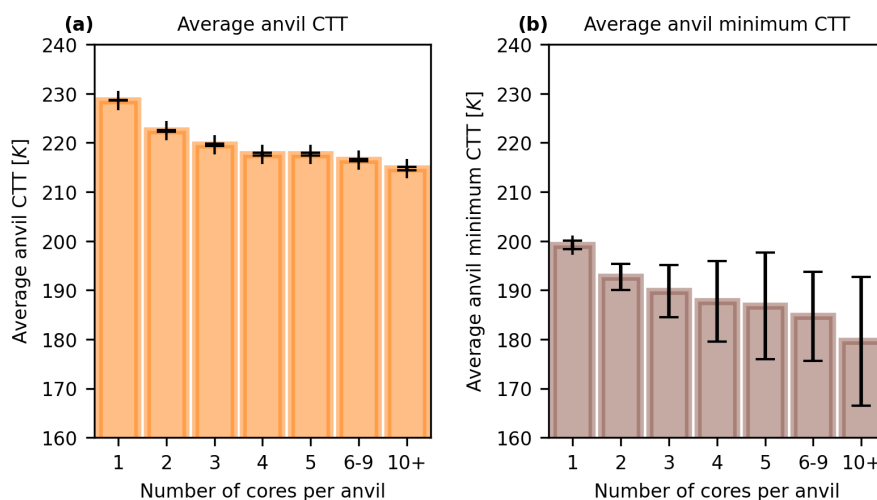 (a) Average anvil CTT
240
230
220
210
200
190
180
170
160
Average anvil CTT [K]
1 2 3 4 5 6-9 10+
Number of cores per anvil
(b) Average anvil minimum CTT
240
230
220
210
200
190
180
170
160
Average anvil minimum CTT [K]
1 2 3 4 5 6-9 10+
Number of cores per anvil